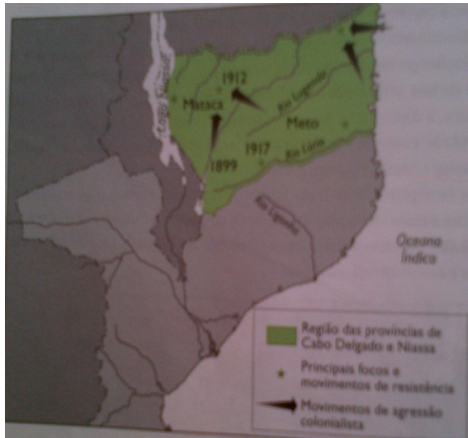 Lago Niassa
1912
Mataca
Rio Lugenda
Meto
1917
1899
Rio Lúrio
Rio Ligonha
Oceano
Índico
Região das províncias de
Cabo Delgado e Niassa
Principais focos e
movimentos de resistência
Movimentos de agressão
colonialista